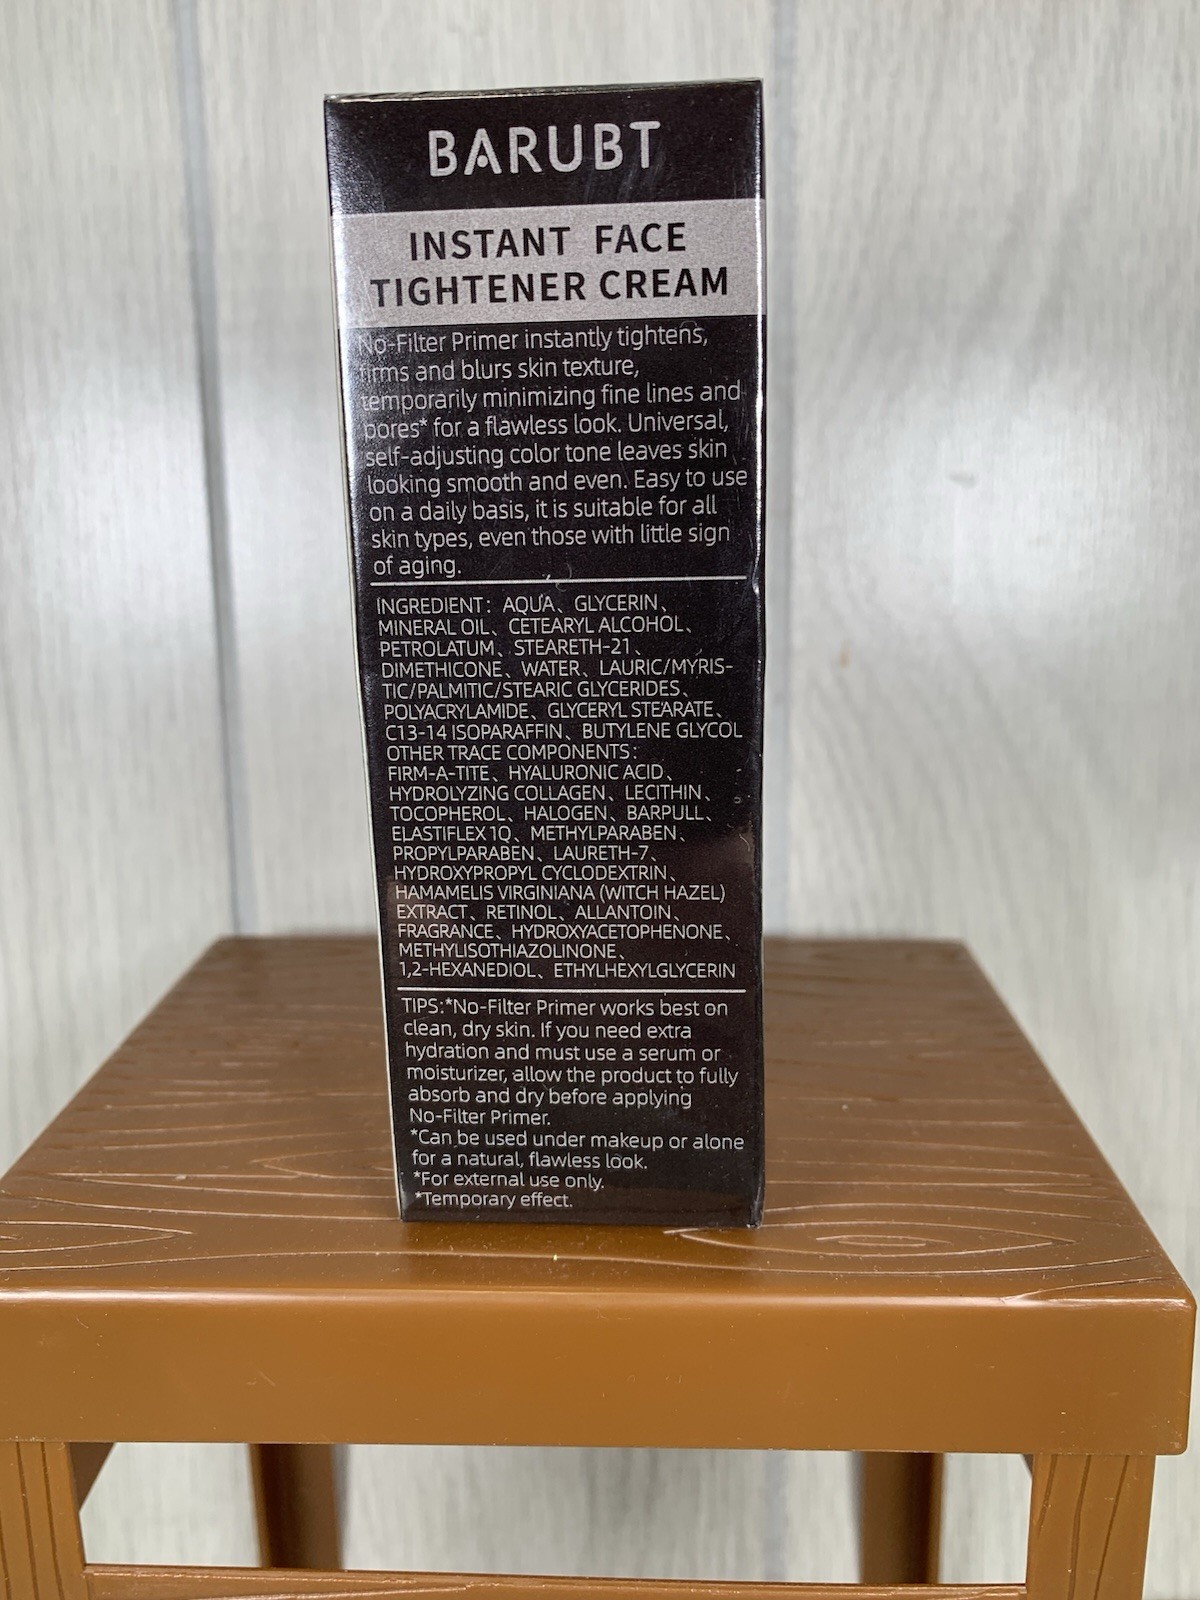 BARUBT
INSTANT FACE
TIGHTENER CREAM
No-Filter Primer instantly tightens,
firms and blurs skin texture,
temporarily minimizing fine lines and
pores* for a flawless look. Universal,
self-adjusting color tone leaves skin
looking smooth and even. Easy to use
on a daily basis, it is suitable for all
skin types, even those with little sign
of aging.
INGREDIENT： AQUA、GLYCERIN、
MINERAL OIL、CETEARYL ALCOHOL、
PETROLATUM、STEARETH-21、
DIMETHICONE、WATER、LAURIC/MYRIS-
TIC/PALMITIC/STEARIC GLYCERIDES、
POLYACRYLAMIDE、GLYCERYL STEARATE、
C13-14 ISOPARAFFIN、BUTYLENE GLYCOL
OTHER TRACE COMPONENTS：
FIRM-A-TITE、HYALURONIC ACID、
HYDROLYZING COLLAGEN、LECITHIN、
TOCOPHEROL、HALOGEN、BARPULL、
ELASTIFLEX 1Q、METHYLPARABEN、
PROPYLPARABEN、LAURETH-7、
HYDROXYPROPYL CYCLODEXTRIN、
HAMAMELIS VIRGINIANA (WITCH HAZEL)
EXTRACT、RETINOL、ALLANTOIN、
FRAGRANCE、HYDROXYACETOPHENONE、
METHYLISOTHIAZOLINONE、
1,2-HEXANEDIOL、ETHYLHEXYLGLYCERIN
TIPS:*No-Filter Primer works best on
clean, dry skin. If you need extra
hydration and must use a serum or
moisturizer, allow the product to fully
absorb and dry before applying
No-Filter Primer.
*Can be used under makeup or alone
for a natural, flawless look.
*For external use only.
*Temporary effect.